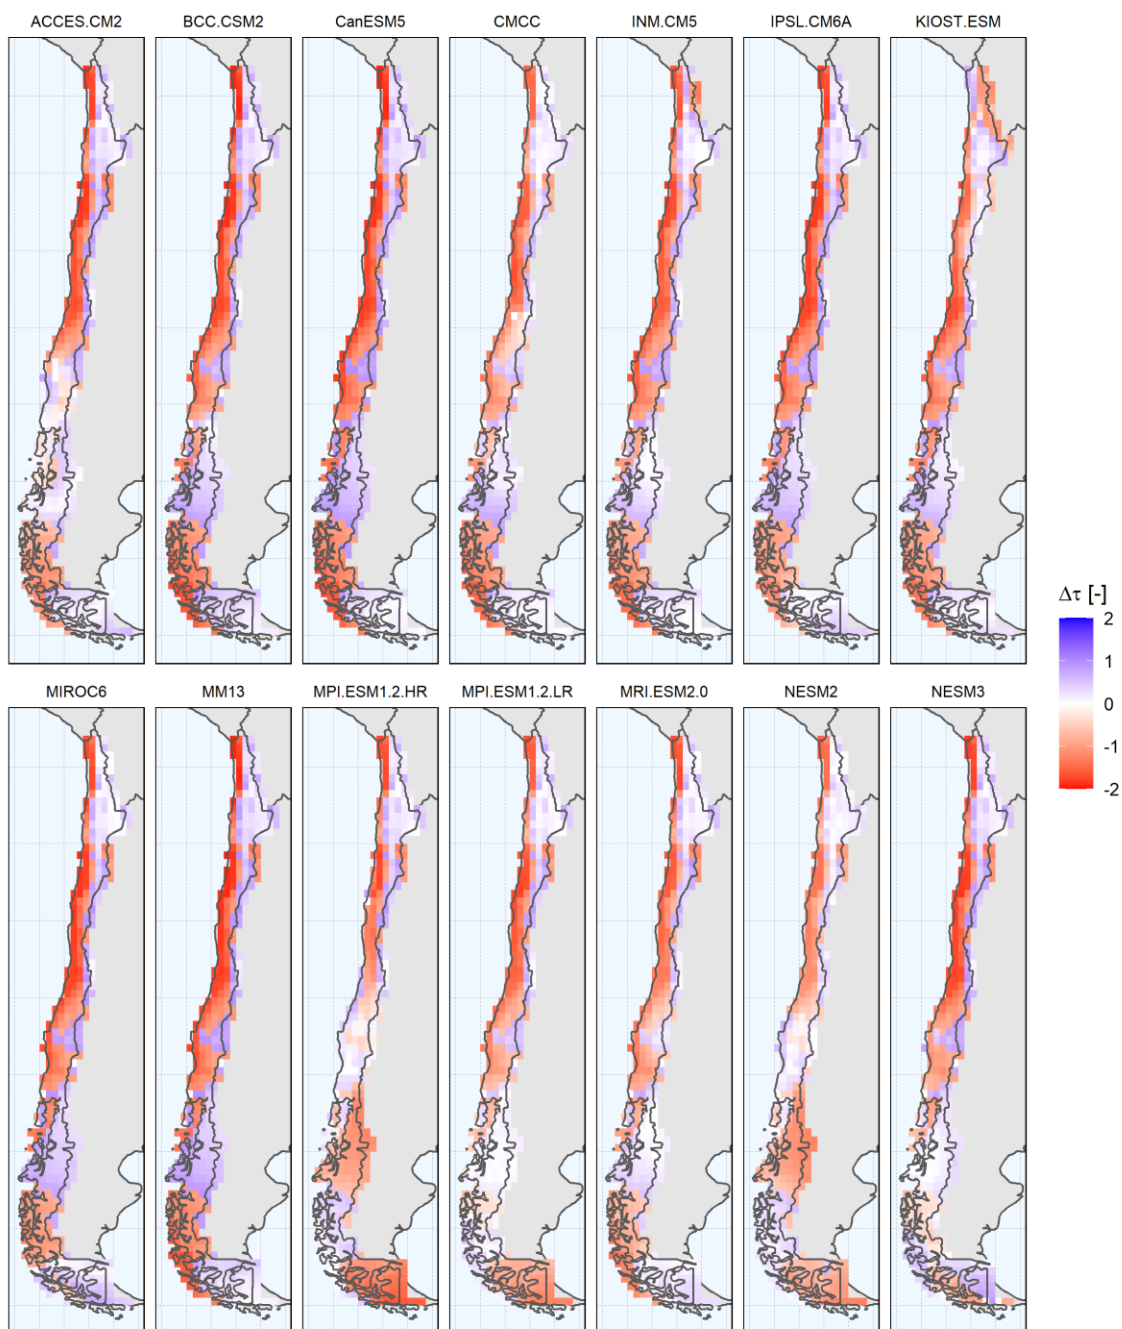 ACCES.CM2 BCC.CSM2 CanESM5 CMCC INM.CM5 IPSL.CM6A KIOST.ESM
Δτ [-]
2
1
0
-1
-2
MIROC6 MM13 MPI.ESM1.2.HR MPI.ESM1.2.LR MRI.ESM2.0 NESM2 NESM3